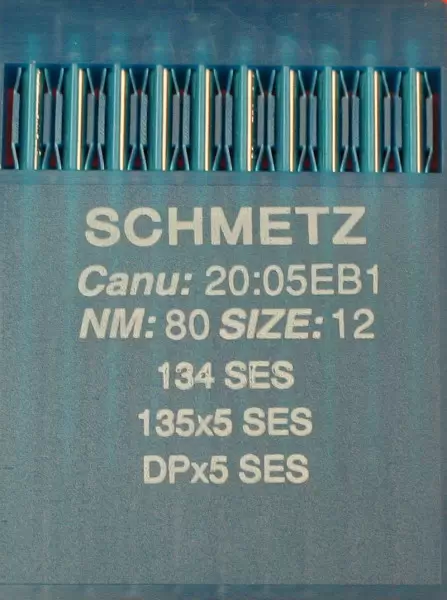 SCHMETZ
Canu: 20:05EB1
NM: 80 SIZE: 12
134 SES
135x5 SES
DPx5 SES